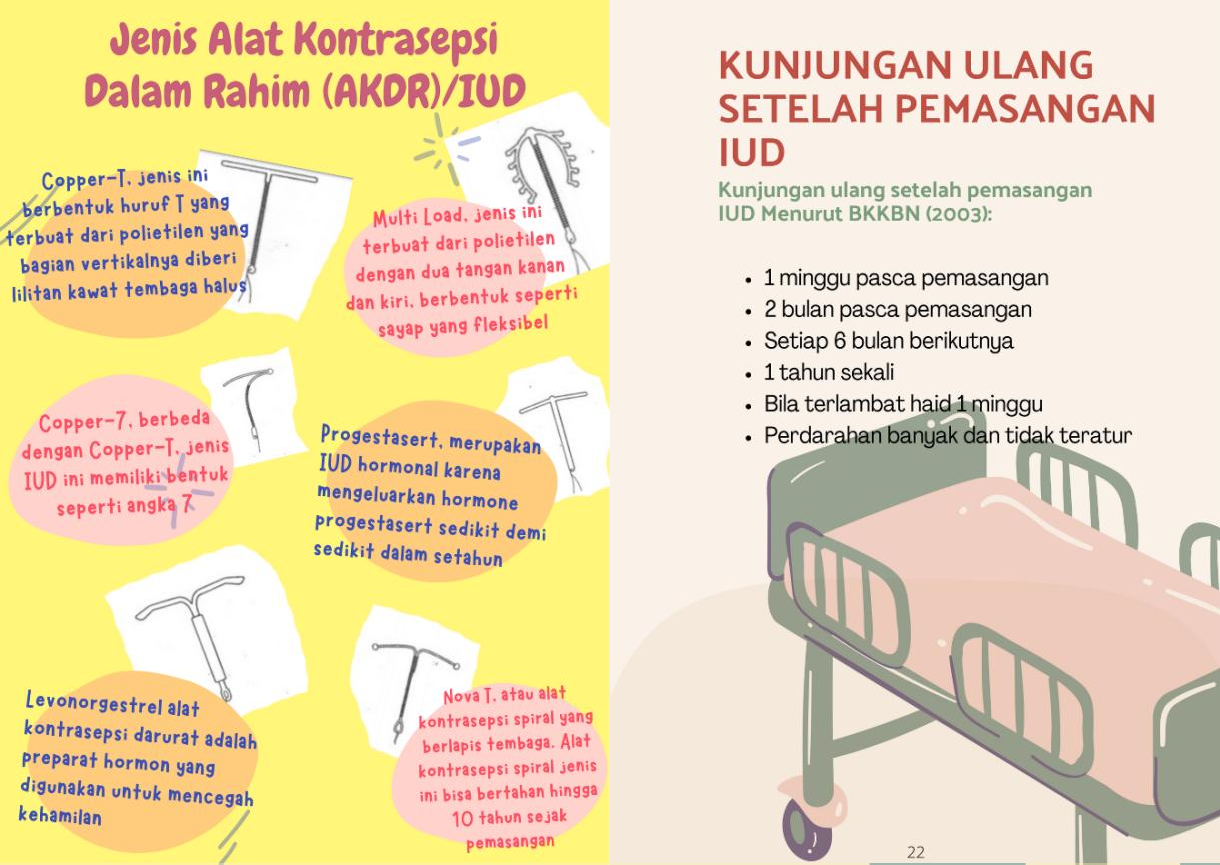 Jenis Alat Kontrasepsi
Dalam Rahim (AKDR)/IUD
Copper-T, jenis ini
berbentuk huruf T yang
terbuat dari polietilen yang
bagian vertikalnya diberi
lilitan kawat tembaga halus
Multi Load, jenis ini
terbuat dari polietilen
dengan dua tangan kanan
dan kiri, berbentuk seperti
sayap yang fleksibel
Copper-7, berbeda
dengan Copper-T, jenis
IUD ini memiliki bentuk
seperti angka 7
Progestasert, merupakan
IUD hormonal karena
mengeluarkan hormone
progestasert sedikit demi
sedikit dalam setahun
Levonorgestrel alat
kontrasepsi darurat adalah
preparat hormon yang
digunakan untuk mencegah
kehamilan
Nova T, atau alat
kontrasepsi spiral yang
berlapis tembaga. Alat
kontrasepsi spiral jenis
ini bisa bertahan hingga
10 tahun sejak
pemasangan
KUNJUNGAN ULANG
SETELAH PEMASANGAN
IUD
Kunjungan ulang setelah pemasangan
IUD Menurut BKKBN (2003):
• 1 minggu pasca pemasangan
• 2 bulan pasca pemasangan
• Setiap 6 bulan berikutnya
• 1 tahun sekali
• Bila terlambat haid 1 minggu
• Perdarahan banyak dan tidak teratur
22